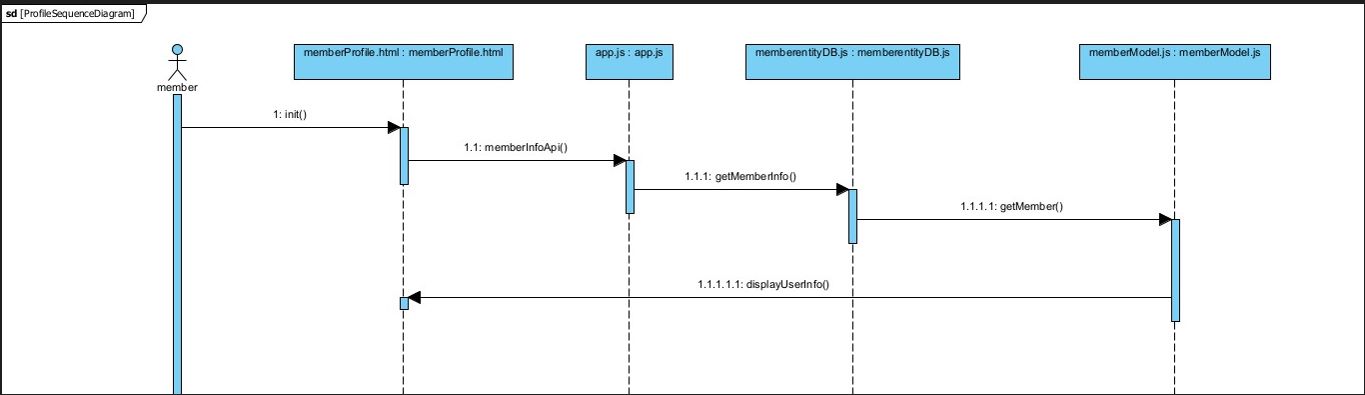 sd [ProfileSequenceDiagram]
member
memberProfile.html : memberProfile.html
app.js : app.js
memberentityDB.js : memberentityDB.js
memberModel.js : memberModel.js
1: init()
1.1: memberInfoApi()
1.1.1: getMemberInfo()
1.1.1.1: getMember()
1.1.1.1.1: displayUserInfo()